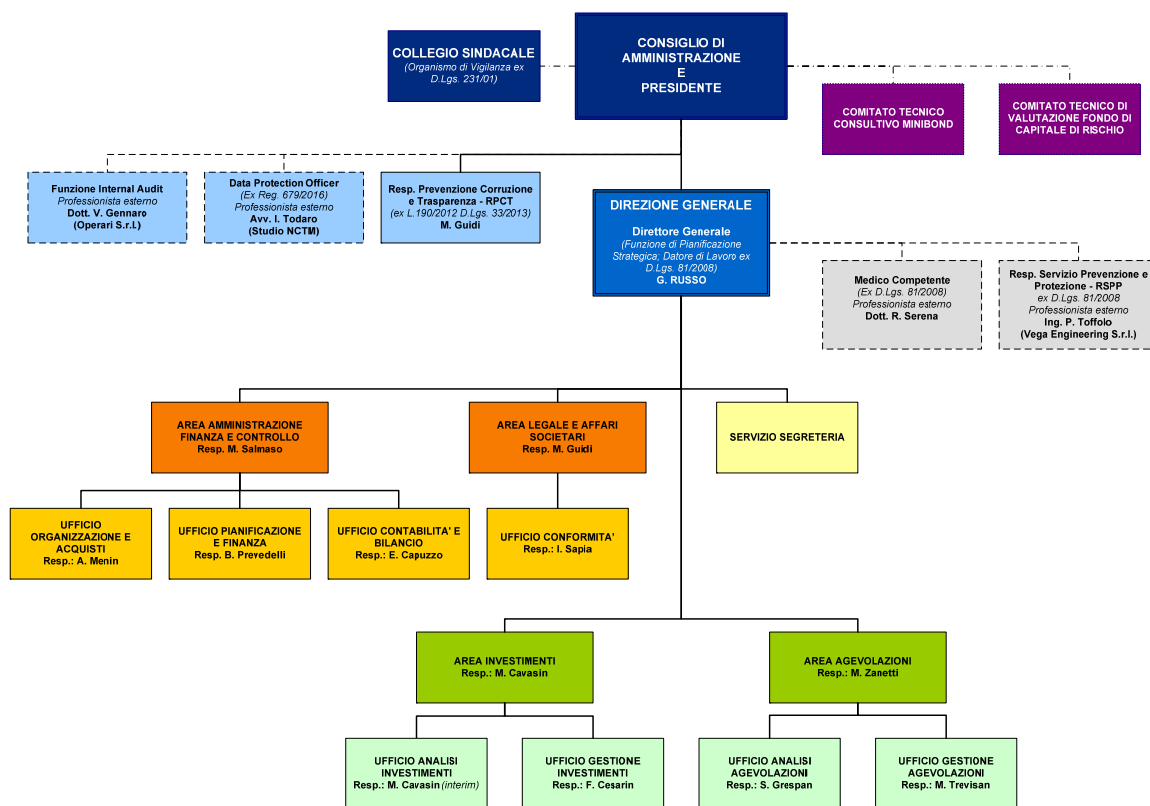 COLLEGIO SINDACALE
(Organismo di Vigilanza ex
D.Lgs. 231/01)
CONSIGLIO DI
AMMINISTRAZIONE
E
PRESIDENTE
COMITATO TECNICO
CONSULTIVO MINIBOND
COMITATO TECNICO DI
VALUTAZIONE FONDO DI
CAPITALE DI RISCHIO
Funzione Internal Audit
Professionista esterno
Dott. V. Gennaro
(Operari S.r.l.)
Data Protection Officer
(Ex Reg. 679/2016)
Professionista esterno
Avv. I. Todaro
(Studio NCTM)
Resp. Prevenzione Corruzione
e Trasparenza - RPCT
(ex L.190/2012 D.Lgs. 33/2013)
M. Guidi
DIREZIONE GENERALE
Direttore Generale
(Funzione di Pianificazione
Strategica; Datore di Lavoro ex
D.Lgs. 81/2008)
G. RUSSO
Medico Competente
(Ex D.Lgs. 81/2008)
Professionista esterno
Dott. R. Serena
Resp. Servizio Prevenzione e
Protezione - RSPP
ex D.Lgs. 81/2008
Professionista esterno
Ing. P. Toffolo
(Vega Engineering S.r.l.)
AREA AMMINISTRAZIONE
FINANZA E CONTROLLO
Resp. M. Salmaso
AREA LEGALE E AFFARI
SOCIETARI
Resp. M. Guidi
SERVIZIO SEGRETERIA
UFFICIO
ORGANIZZAZIONE E
ACQUISTI
Resp.: A. Menin
UFFICIO PIANIFICAZIONE
E FINANZA
Resp. B. Prevedelli
UFFICIO CONTABILITA' E
BILANCIO
Resp.: E. Capuzzo
UFFICIO CONFORMITA'
Resp.: I. Sapia
AREA INVESTIMENTI
Resp.: M. Cavasin
AREA AGEVOLAZIONI
Resp.: M. Zanetti
UFFICIO ANALISI
INVESTIMENTI
Resp.: M. Cavasin (interim)
UFFICIO GESTIONE
INVESTIMENTI
Resp.: F. Cesarin
UFFICIO ANALISI
AGEVOLAZIONI
Resp.: S. Grespan
UFFICIO GESTIONE
AGEVOLAZIONI
Resp.: M. Trevisan